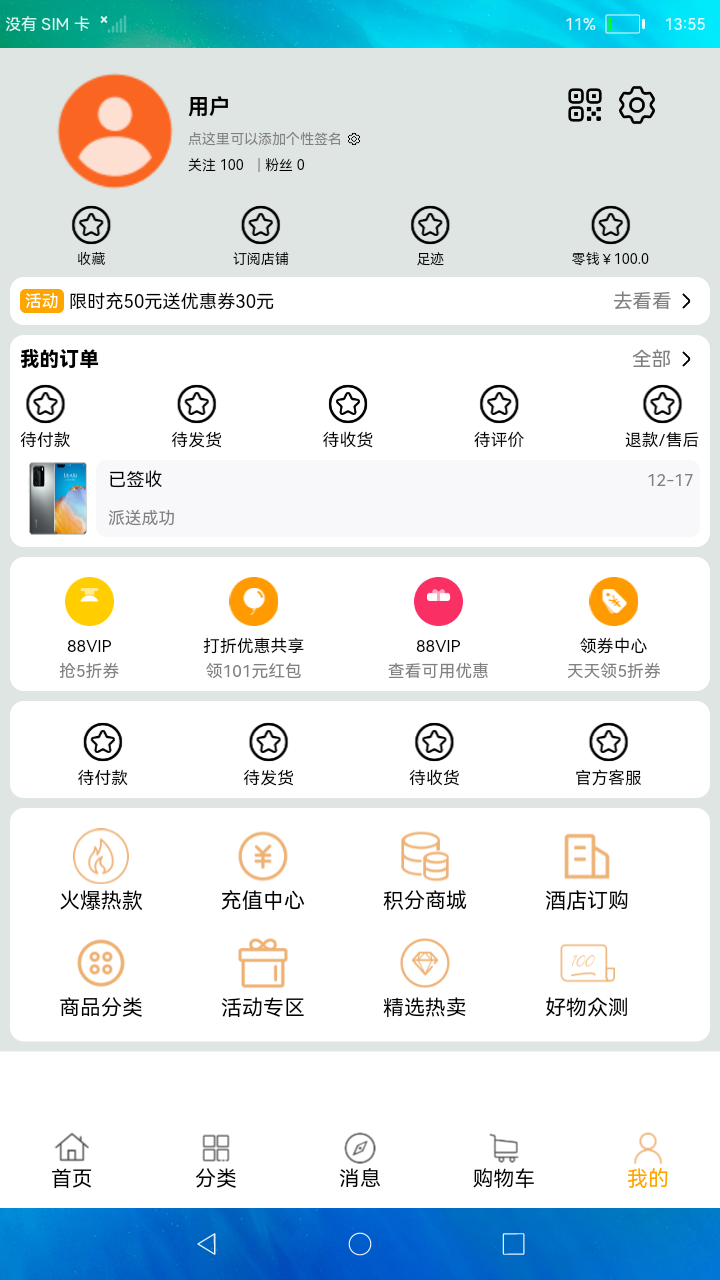 没有 SIM 卡 11% 13:55
用户
点这里可以添加个性签名
关注 100 | 粉丝 0
收藏 订阅店铺 足迹 零钱￥100.0
活动 限时充50元送优惠券30元 去看看
我的订单 全部
待付款 待发货 待收货 待评价 退款/售后
已签收 12-17
派送成功
88VIP 打折优惠共享 88VIP 领券中心
抢5折券 领101元红包 查看可用优惠 天天领5折券
待付款 待发货 待收货 官方客服
火爆热款 充值中心 积分商城 酒店订购
100
商品分类 活动专区 精选热卖 好物众测
首页 分类 消息 购物车 我的